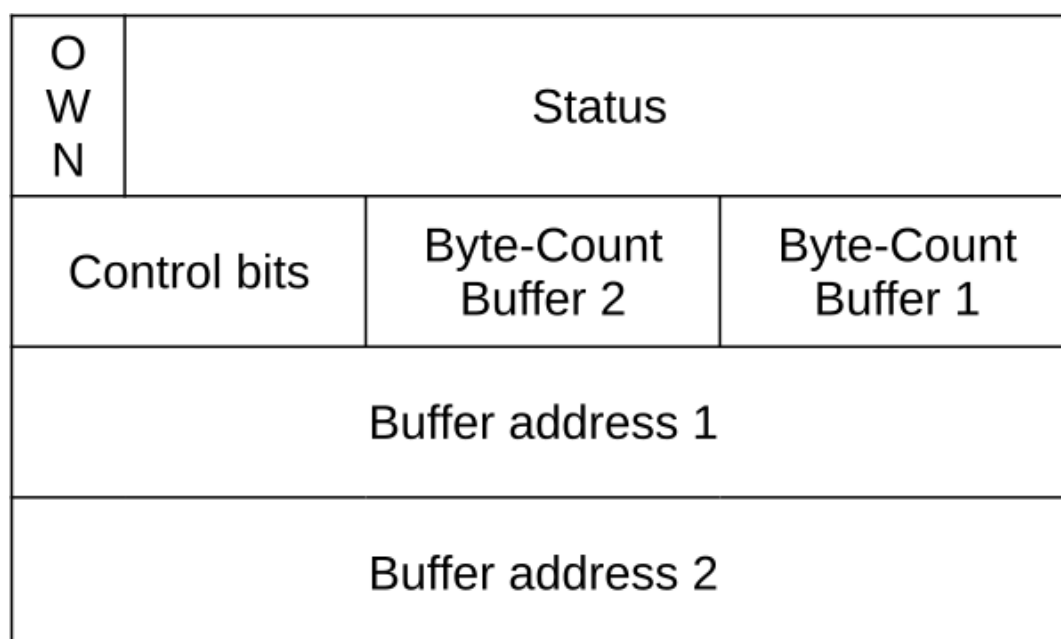 O
W
N
Status
Control bits
Byte-Count
Buffer 2
Byte-Count
Buffer 1
Buffer address 1
Buffer address 2